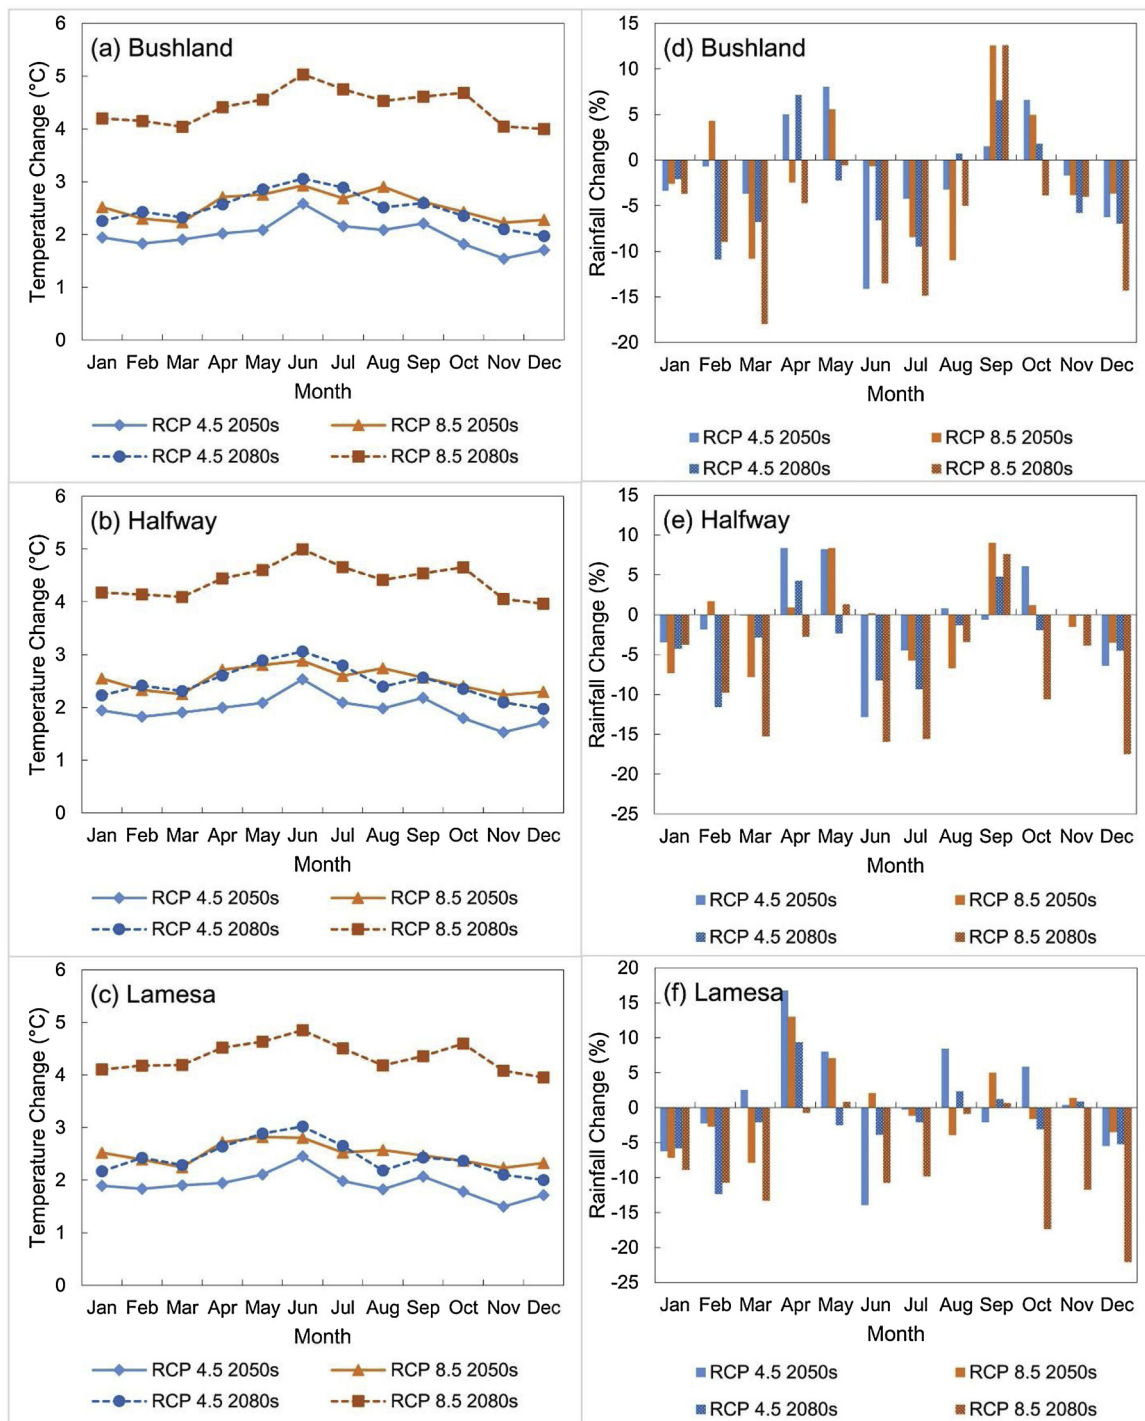 (a) Bushland
Temperature Change (°C)
6
5
4
3
2
1
0
Jan Feb Mar Apr May Jun Jul Aug Sep Oct Nov Dec
Month
RCP 4.5 2050s RCP 8.5 2050s
RCP 4.5 2080s RCP 8.5 2080s
(d) Bushland
Rainfall Change (%)
15
10
5
0
-5
-10
-15
-20
Jan Feb Mar Apr May Jun Jul Aug Sep Oct Nov Dec
Month
RCP 4.5 2050s RCP 8.5 2050s
RCP 4.5 2080s RCP 8.5 2080s
(b) Halfway
Temperature Change (°C)
6
5
4
3
2
1
0
Jan Feb Mar Apr May Jun Jul Aug Sep Oct Nov Dec
Month
RCP 4.5 2050s RCP 8.5 2050s
RCP 4.5 2080s RCP 8.5 2080s
(e) Halfway
Rainfall Change (%)
15
10
5
0
-5
-10
-15
-20
-25
Jan Feb Mar Apr May Jun Jul Aug Sep Oct Nov Dec
Month
RCP 4.5 2050s RCP 8.5 2050s
RCP 4.5 2080s RCP 8.5 2080s
(c) Lamesa
Temperature Change (°C)
6
5
4
3
2
1
0
Jan Feb Mar Apr May Jun Jul Aug Sep Oct Nov Dec
Month
RCP 4.5 2050s RCP 8.5 2050s
RCP 4.5 2080s RCP 8.5 2080s
(f) Lamesa
Rainfall Change (%)
20
15
10
5
0
-5
-10
-15
-20
-25
Jan Feb Mar Apr May Jun Jul Aug Sep Oct Nov Dec
Month
RCP 4.5 2050s RCP 8.5 2050s
RCP 4.5 2080s RCP 8.5 2080s